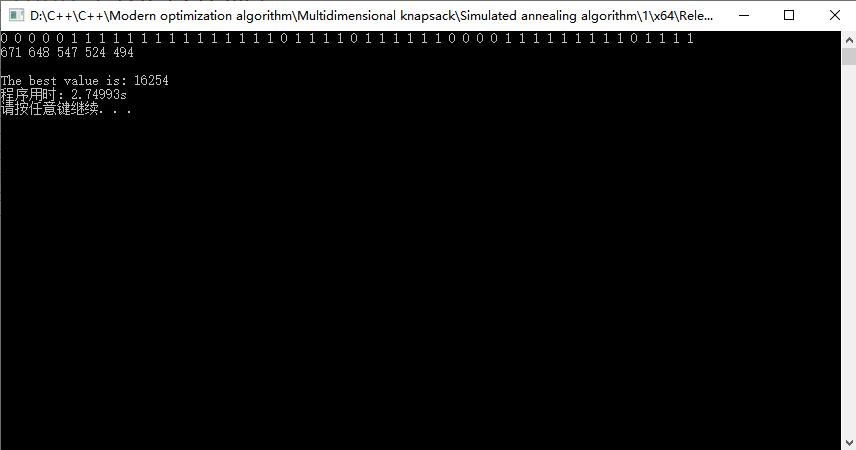 D:\C++\C++\Modern optimization algorithm\Multidimensional knapsack\Simulated annealing algorithm\1\x64\Rele...
0 0 0 0 0 1 1 1 1 1 1 1 1 1 1 1 1 1 1 1 0 1 1 1 1 0 1 1 1 1 1 1 0 0 0 0 1 1 1 1 1 1 1 1 1 0 1 1 1 1
671 648 547 524 494
The best value is: 16254
程序用时：2.74993s
请按任意键继续. . .